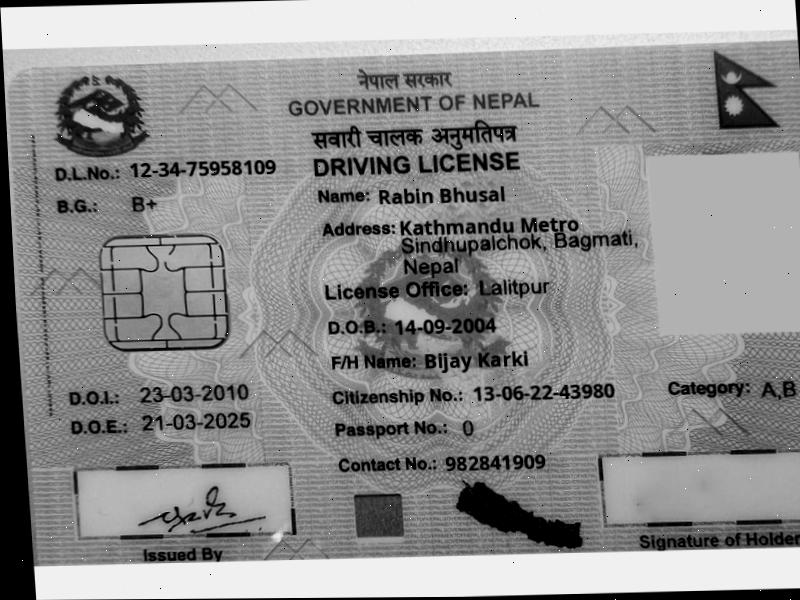 नेपाल सरकार
GOVERNMENT OF NEPAL
सवारी चालक अनुमतिपत्र
DRIVING LICENSE
D.L.No.: 12-34-75958109
B.G.: B+
Name: Rabin Bhusal
Address: Kathmandu Metro
Sindhupalchok, Bagmati,
Nepal
License Office: Lalitpur
D.O.B.: 14-09-2004
F/H Name: Bijay Karki
D.O.I.: 23-03-2010
Citizenship No.: 13-06-22-43980
Category: A,B
D.O.E.: 21-03-2025
Passport No.: 0
Contact No.: 982841909
Issued By
Signature of Holder